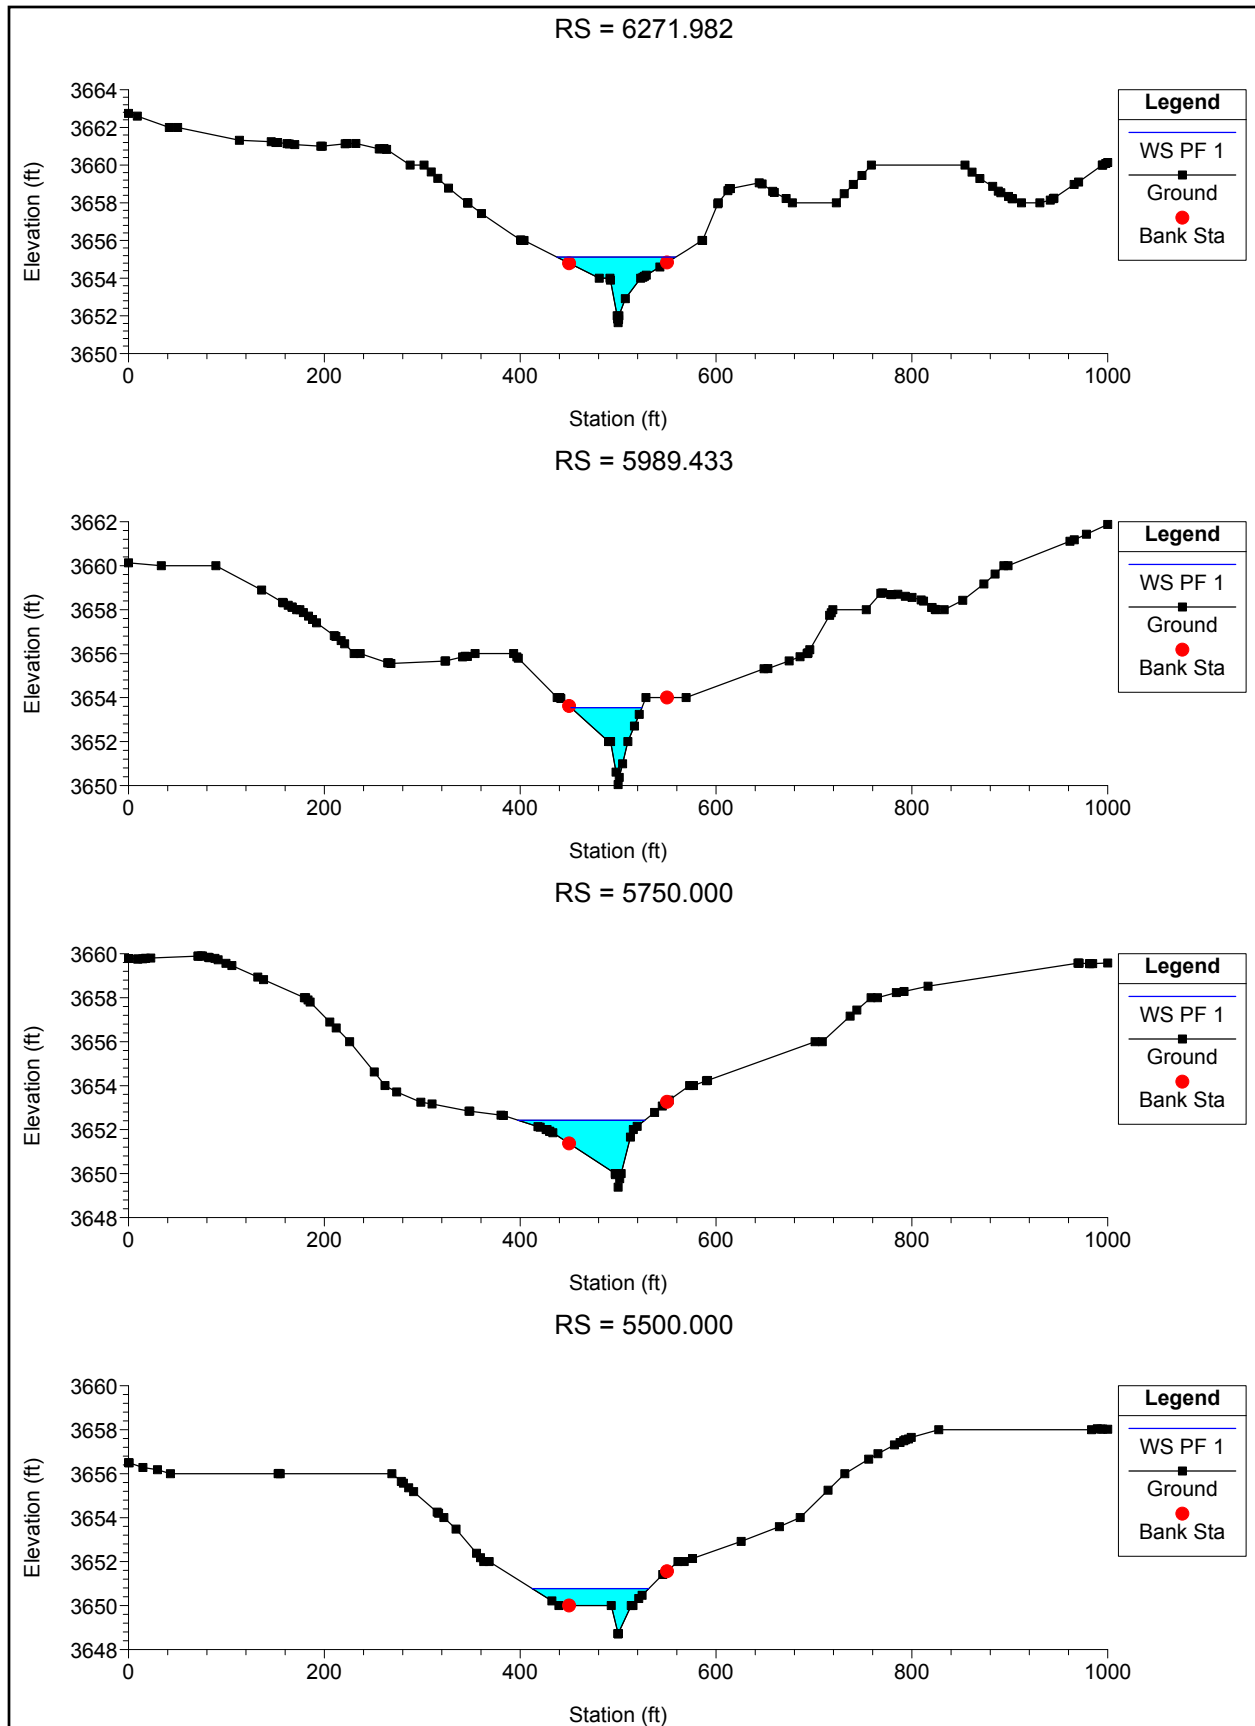 RS = 6271.982
3664
3662
3660
3658
3656
3654
3652
3650
Elevation (ft)
0 200 400 600 800 1000
Station (ft)
Legend
WS PF 1
Ground
Bank Sta
RS = 5989.433
3662
3660
3658
3656
3654
3652
3650
Elevation (ft)
0 200 400 600 800 1000
Station (ft)
Legend
WS PF 1
Ground
Bank Sta
RS = 5750.000
3660
3658
3656
3654
3652
3650
3648
Elevation (ft)
0 200 400 600 800 1000
Station (ft)
Legend
WS PF 1
Ground
Bank Sta
RS = 5500.000
3660
3658
3656
3654
3652
3650
3648
Elevation (ft)
0 200 400 600 800 1000
Station (ft)
Legend
WS PF 1
Ground
Bank Sta